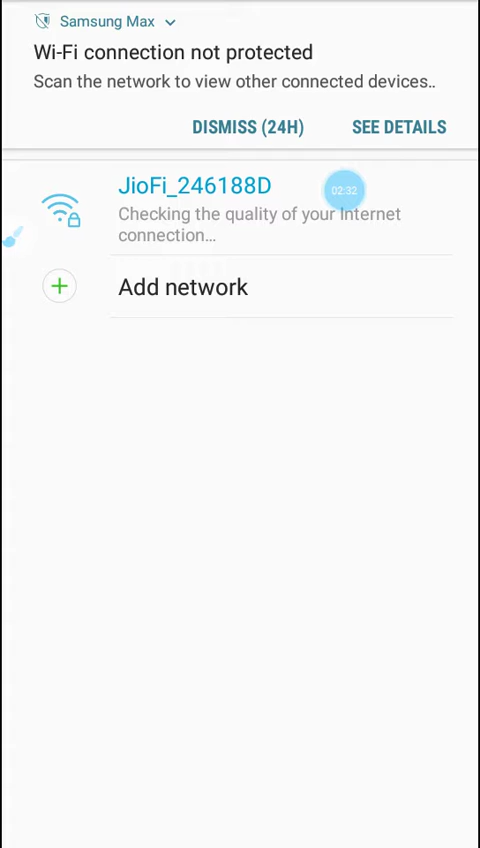 Samsung Max
Wi-Fi connection not protected
Scan the network to view other connected devices..
DISMISS (24H) SEE DETAILS
JioFi_246188D
02:32
Checking the quality of your Internet
connection...
Add network